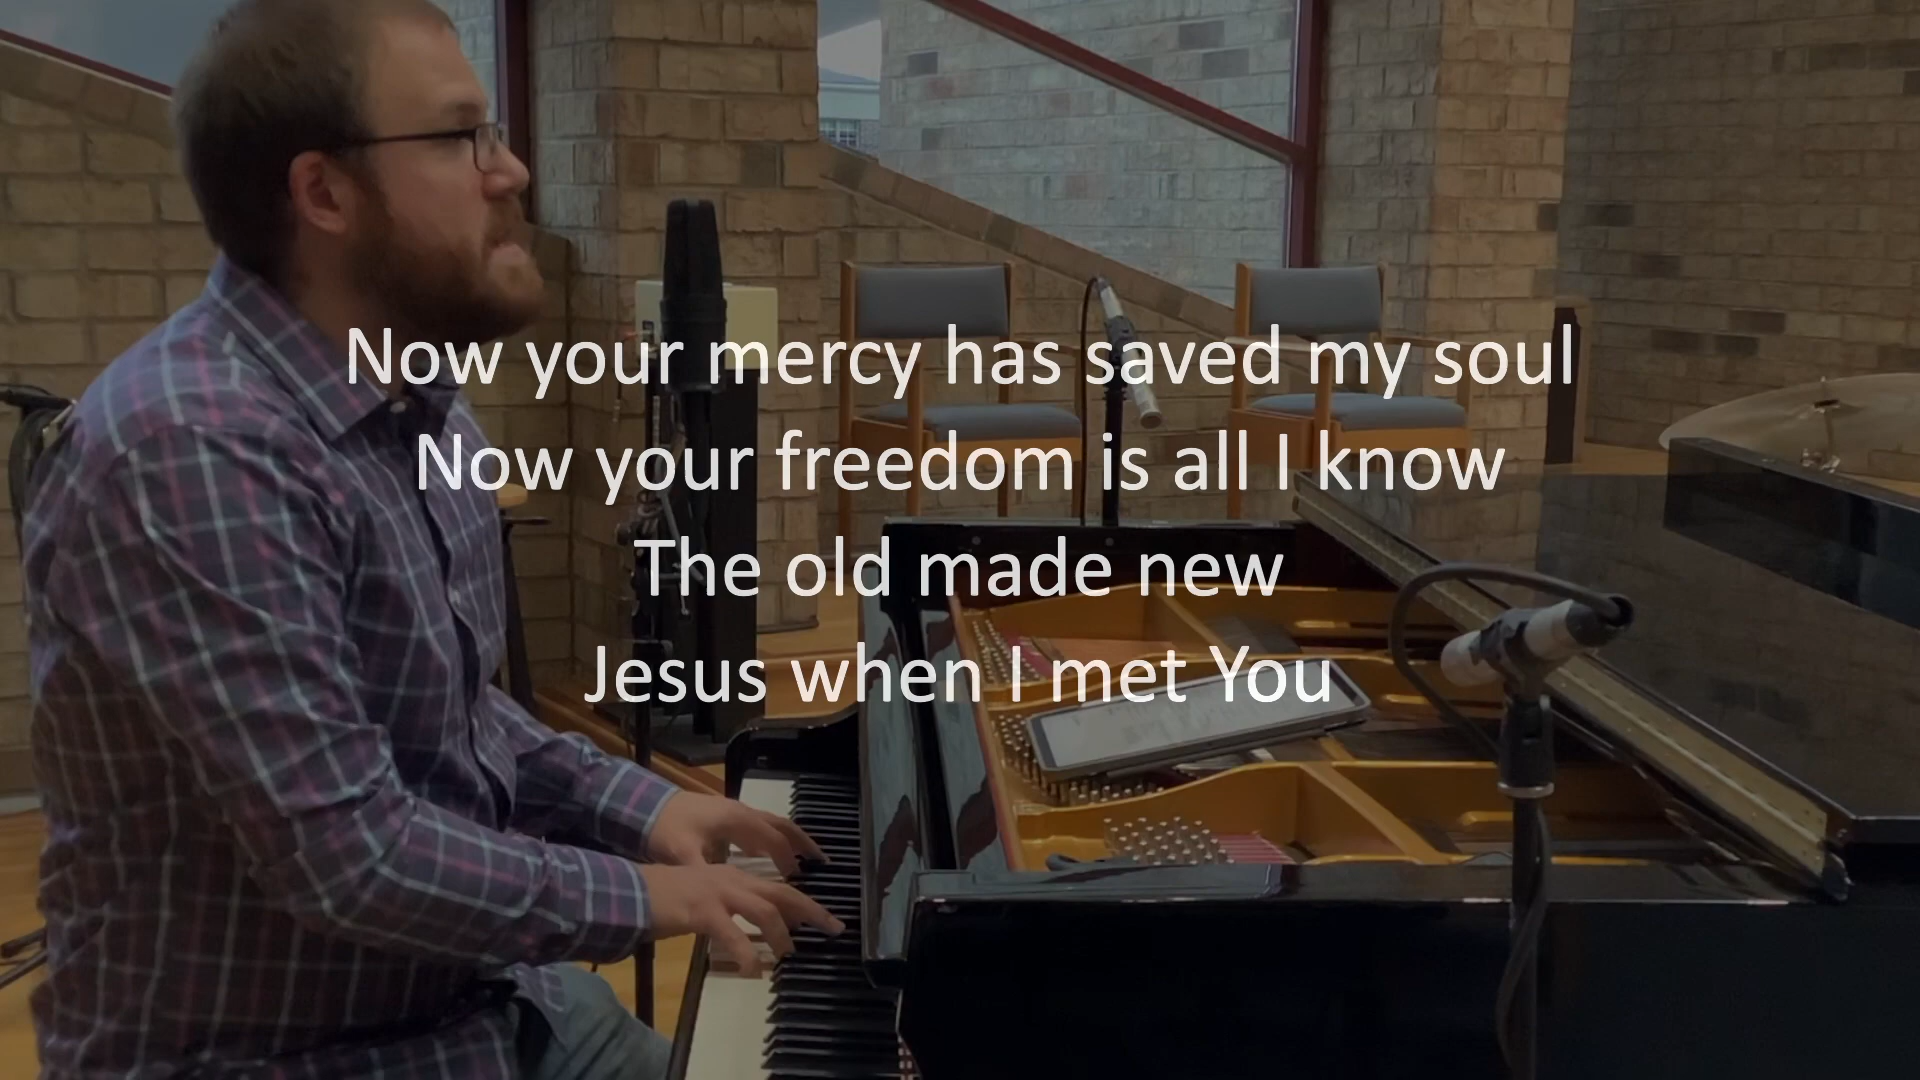 Now your mercy has saved my soul
Now your freedom is all I know
The old made new
Jesus when I met You